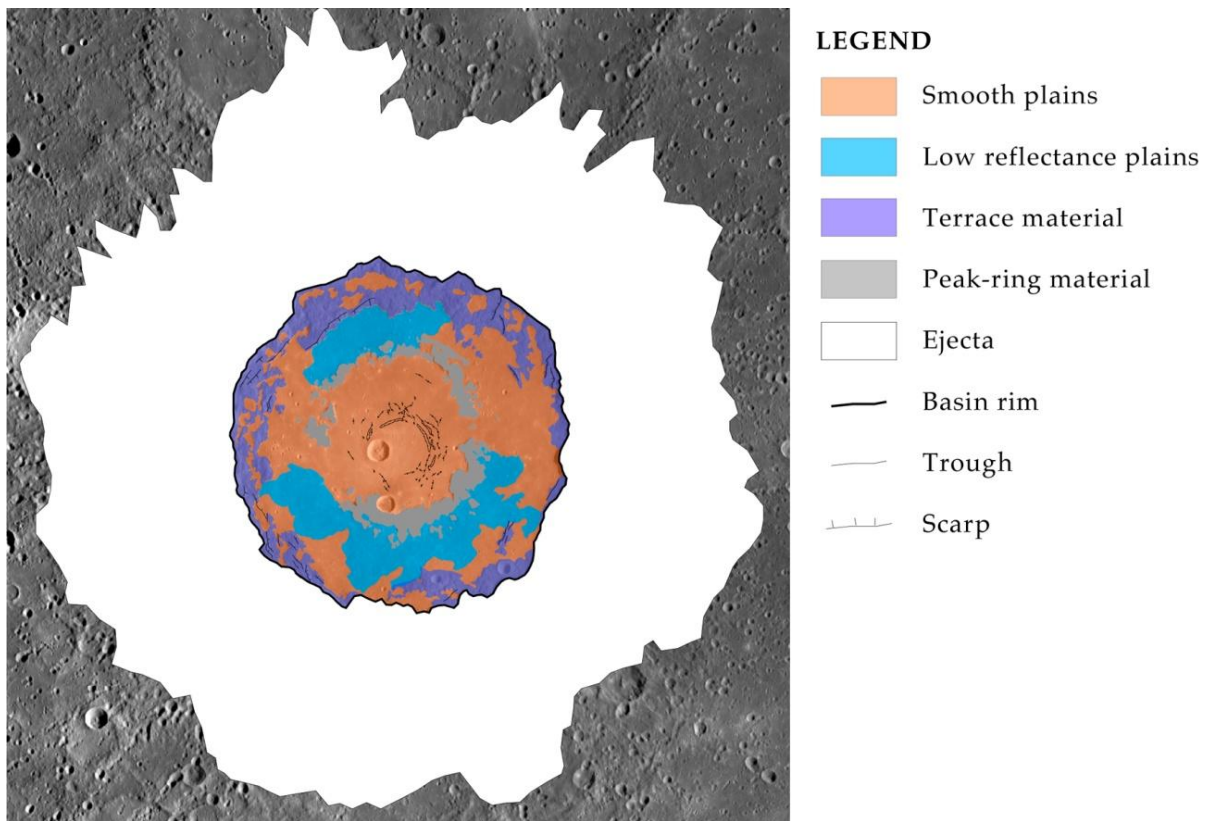 LEGEND
Smooth plains
Low reflectance plains
Terrace material
Peak-ring material
Ejecta
Basin rim
Trough
Scarp